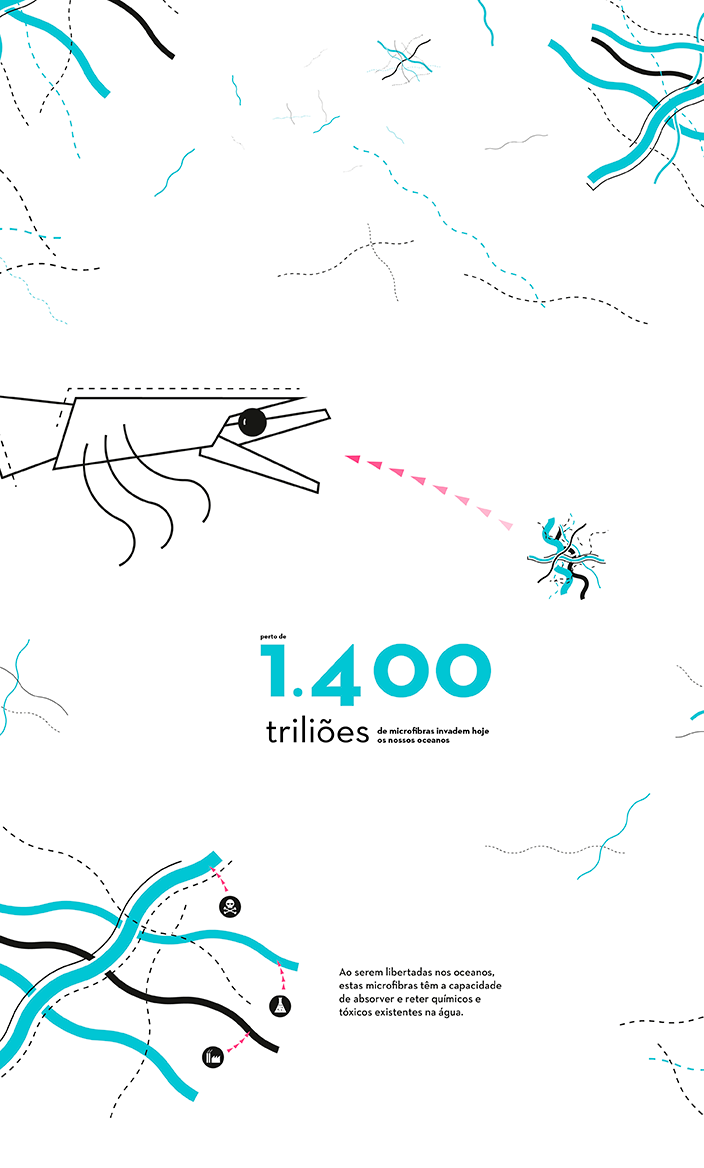 perto de
1.400
triliões
de microfibras invadem hoje
os nossos oceanos
Ao serem libertadas nos oceanos,
estas microfibras têm a capacidade
de absorver e reter químicos e
tóxicos existentes na água.